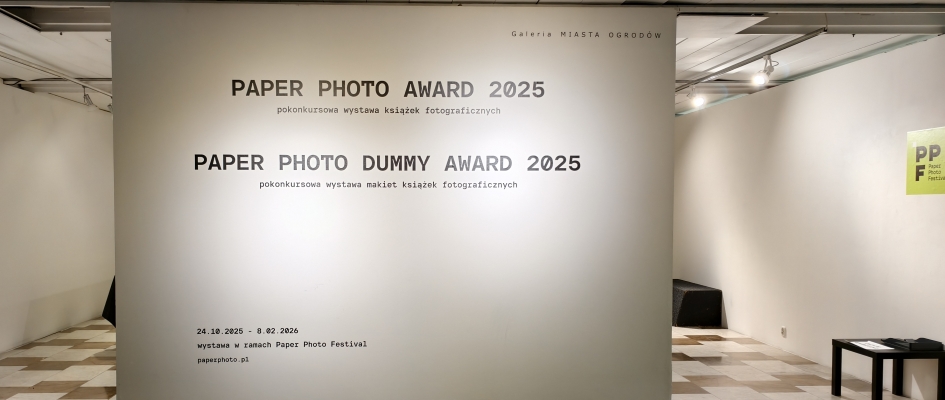 Galeria MIASTA OGRODÓW
PAPER PHOTO AWARD 2025
pokonkursowa wystawa książek fotograficznych
PAPER PHOTO DUMMY AWARD 2025
pokonkursowa wystawa makiet książek fotograficznych
24.10.2025 - 8.02.2026
wystawa w ramach Paper Photo Festival
paperphoto.pl
PP
F
Paper
Photo
Festival